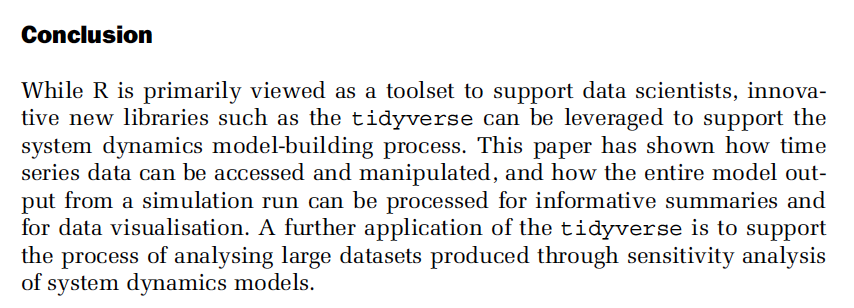 Conclusion
While R is primarily viewed as a toolset to support data scientists, innova-
tive new libraries such as the tidyverse can be leveraged to support the
system dynamics model-building process. This paper has shown how time
series data can be accessed and manipulated, and how the entire model out-
put from a simulation run can be processed for informative summaries and
for data visualisation. A further application of the tidyverse is to support
the process of analysing large datasets produced through sensitivity analysis
of system dynamics models.